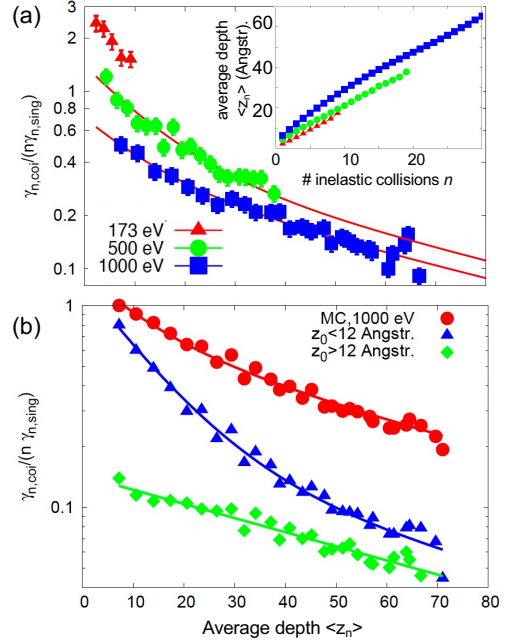 (a)
3
2
1
0.8
0.6
0.4
0.2
0.1
γn,coi/(nγn,sing)
173 eV
500 eV
1000 eV
60
40
20
average depth
<zn> (Angstr.)
0 10 20
# inelastic collisions n
(b)
1
0.1
γn,coi/(n γn,sing)
MC,1000 eV
z0<12 Angstr.
z0>12 Angstr.
0 10 20 30 40 50 60 70 80
Average depth <zn>